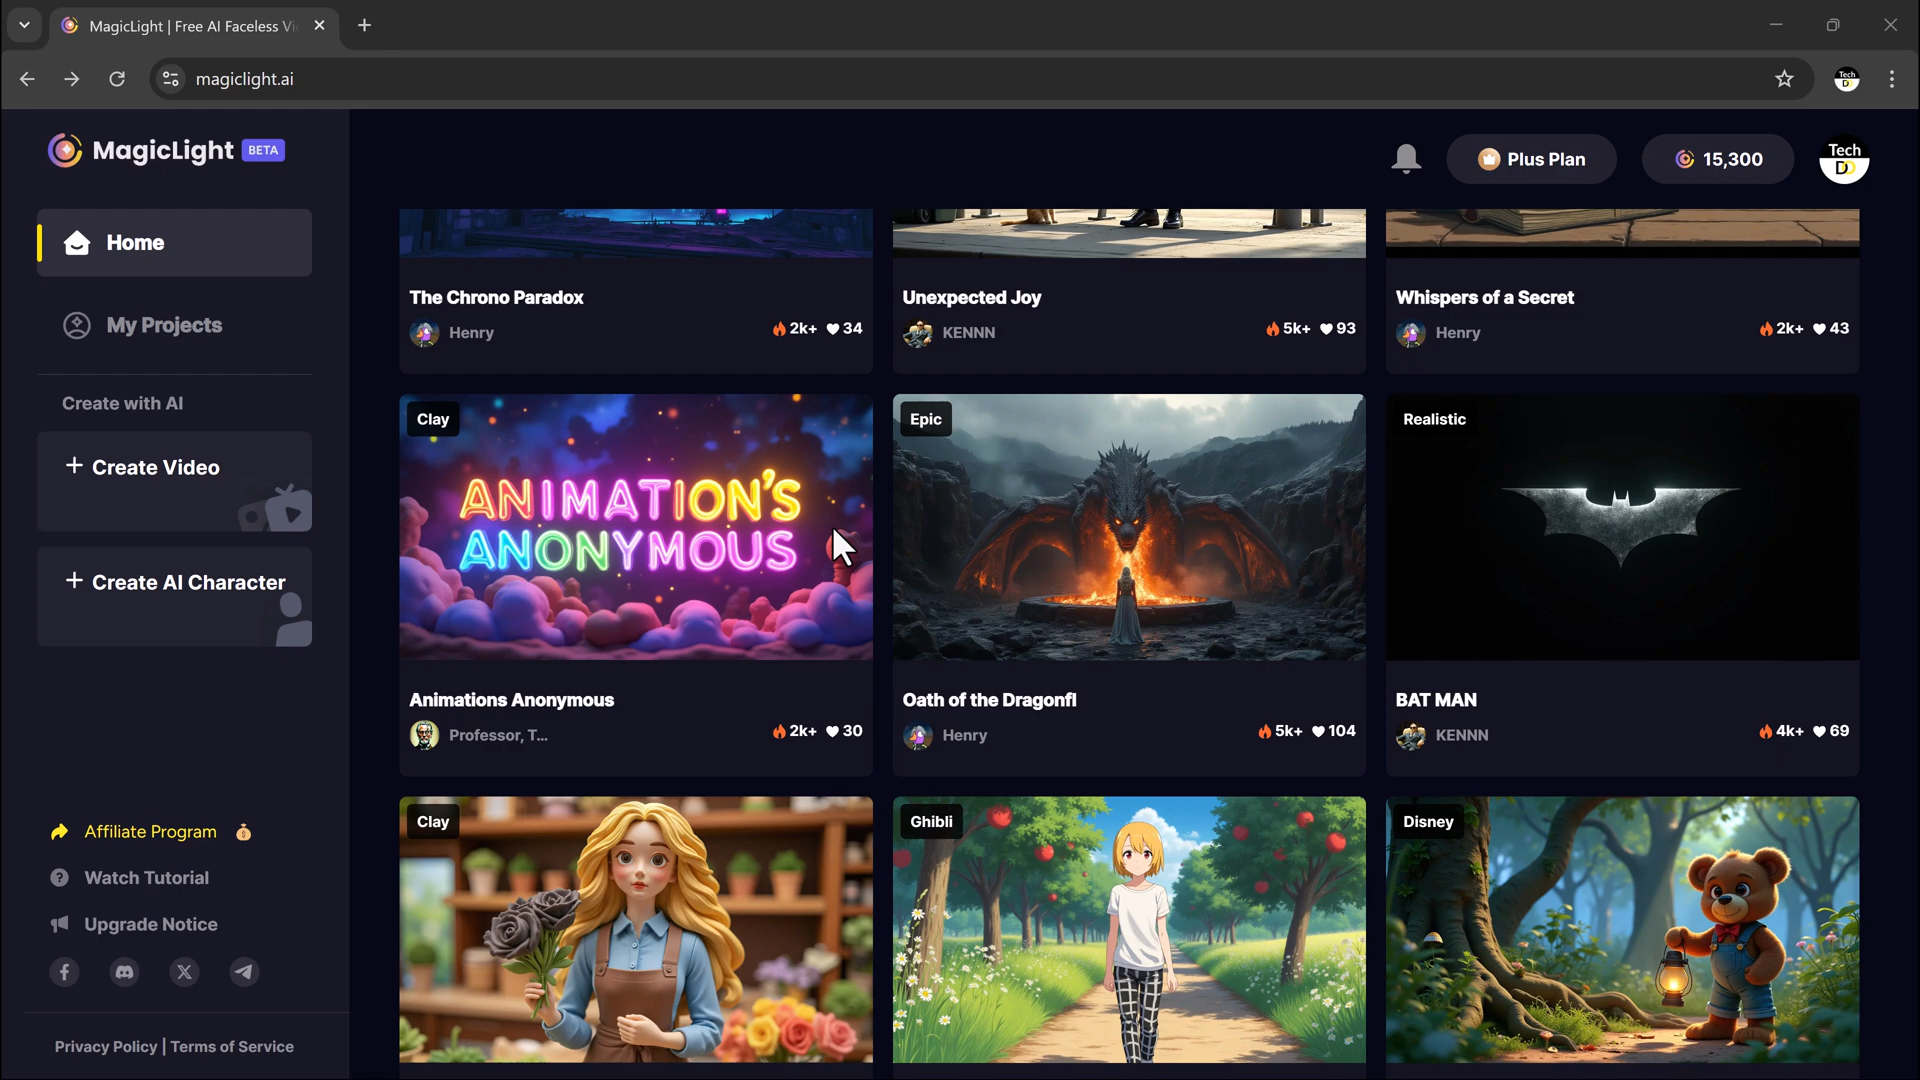 MagicLight | Free AI Faceless Vi
magiclight.ai
MagicLight BETA
Plus Plan
15,300
Tech
D
Home
My Projects
Create with AI
+ Create Video
+ Create AI Character
Affiliate Program
Watch Tutorial
Upgrade Notice
Privacy Policy | Terms of Service
The Chrono Paradox
Henry 2k+ 34
Unexpected Joy
KENNN 5k+ 93
Whispers of a Secret
Henry 2k+ 43
Clay
ANIMATION'S
ANONYMOUS
Animations Anonymous
Professor, T... 2k+ 30
Epic
Oath of the Dragonfl
Henry 5k+ 104
Realistic
BAT MAN
KENNN 4k+ 69
Clay
Ghibli
Disney